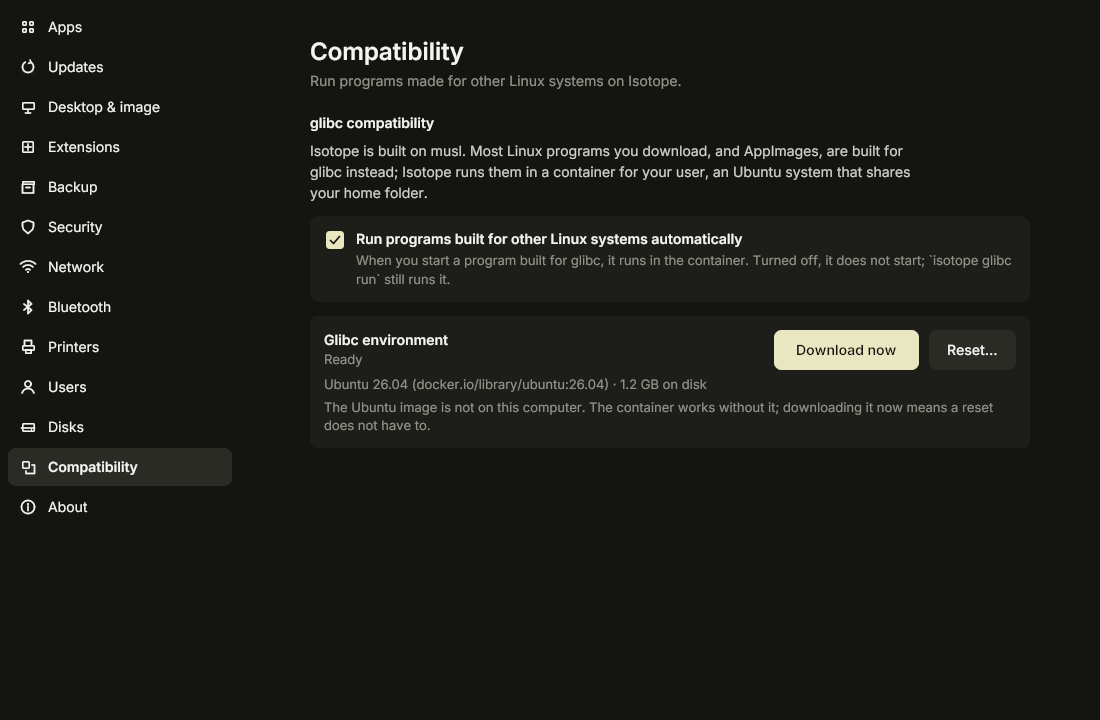 Apps
Updates
Desktop & image
Extensions
Backup
Security
Network
Bluetooth
Printers
Users
Disks
Compatibility
About
Compatibility
Run programs made for other Linux systems on Isotope.
glibc compatibility
Isotope is built on musl. Most Linux programs you download, and AppImages, are built for
glibc instead; Isotope runs them in a container for your user, an Ubuntu system that shares
your home folder.
Run programs built for other Linux systems automatically
When you start a program built for glibc, it runs in the container. Turned off, it does not start; `isotope glibc
run` still runs it.
Glibc environment
Ready
Download now
Reset...
Ubuntu 26.04 (docker.io/library/ubuntu:26.04) · 1.2 GB on disk
The Ubuntu image is not on this computer. The container works without it; downloading it now means a reset
does not have to.